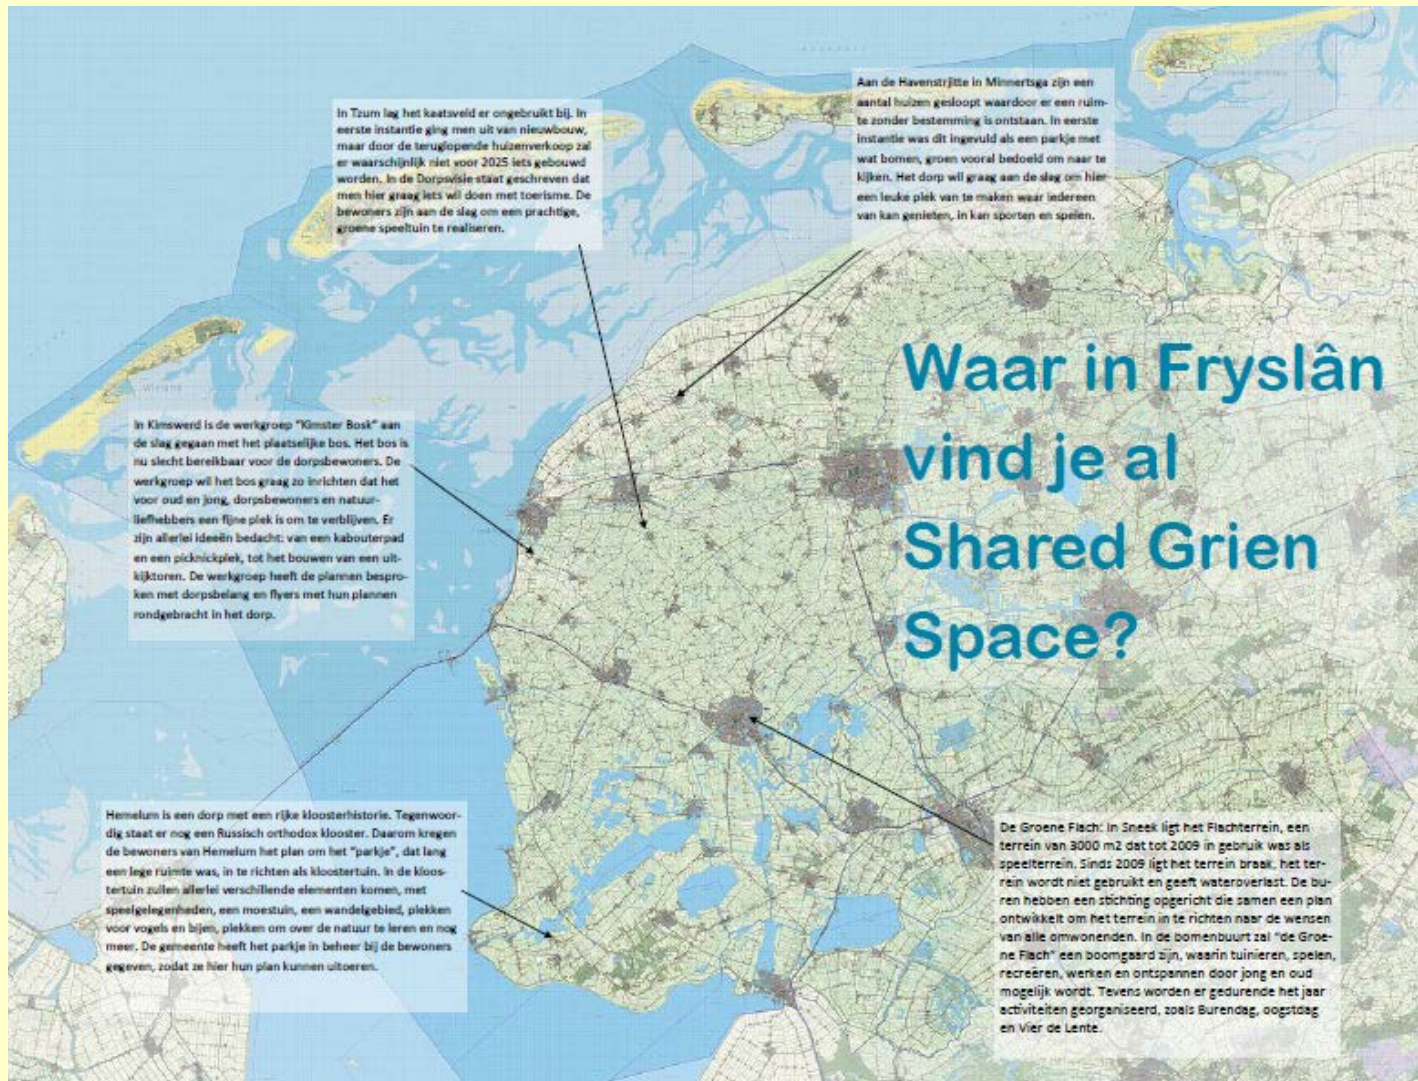 In Tzum lag het kaatsveld er ongebruikt bij. In
eerste instantie ging men uit van nieuwbouw,
maar door de teruglopende huizenverkoop zal
er waarschijnlijk niet voor 2025 iets gebouwd
worden. In de Dorpsvisie staat geschreven dat
men hier graag iets wil doen met toerisme. De
bewoners zijn aan de slag om een prachtige,
groene speeltuin te realiseren.
Aan de Havenstrjitte in Minnertsga zijn een
aantal huizen gesloopt waardoor er een ruim-
te zonder bestemming is ontstaan. In eerste
instantie was dit ingevuld als een parkje met
wat bomen, groen vooral bedoeld om naar te
kijken. Het dorp wil graag aan de slag om hier
een leuke plek van te maken waar iedereen
van kan genieten, in kan sporten en spelen.
Waar in Fryslân
vind je al
Shared Grien
Space?
In Kimswerd is de werkgroep "Kimster Bosk" aan
de slag gegaan met het plaatselijke bos. Het bos is
nu slecht bereikbaar voor de dorpsbewoners. De
werkgroep wil het bos graag zo inrichten dat het
voor oud en jong, dorpsbewoners en natuur-
liefhebbers een fijne plek is om te verblijven. Er
zijn allerlei ideeën bedacht: van een kabouterpad
en een picknickplek, tot het bouwen van een uit-
kijktoren. De werkgroep heeft de plannen bespro-
ken met dorpsbelang en flyers met hun plannen
rondgebracht in het dorp.
Hemelum is een dorp met een rijke kloosterhistorie. Tegenwoor-
dig staat er nog een Russisch orthodox klooster. Daarom kregen
de bewoners van Hemelum het plan om het "parkje", dat lang
een lege ruimte was, in te richten als kloostertuin. In de kloos-
tertuin zullen allerlei verschillende elementen komen, met
speelgelegenheden, een moestuin, een wandelgebied, plekken
voor vogels en bijen, plekken om over de natuur te leren en nog
meer. De gemeente heeft het parkje in beheer bij de bewoners
gegeven, zodat ze hier hun plan kunnen uitoeren.
De Groene Flach: In Sneek ligt het Flachterrein, een
terrein van 3000 m2 dat tot 2009 in gebruik was als
speelterrein. Sinds 2009 ligt het terrein braak, het ter-
rein wordt niet gebruikt en geeft wateroverlast. De bu-
ren hebben een stichting opgericht die samen een plan
ontwikkelt om het terrein in te richten naar de wensen
van alle omwonenden. In de bomenbuurt zal "de Groe-
ne Flach" een boomgaard zijn, waarin tuinieren, spelen,
recreëren, werken en ontspannen door jong en oud
mogelijk wordt. Tevens worden er gedurende het jaar
activiteiten georganiseerd, zoals Burendag, oogstdag
en Vier de Lente.